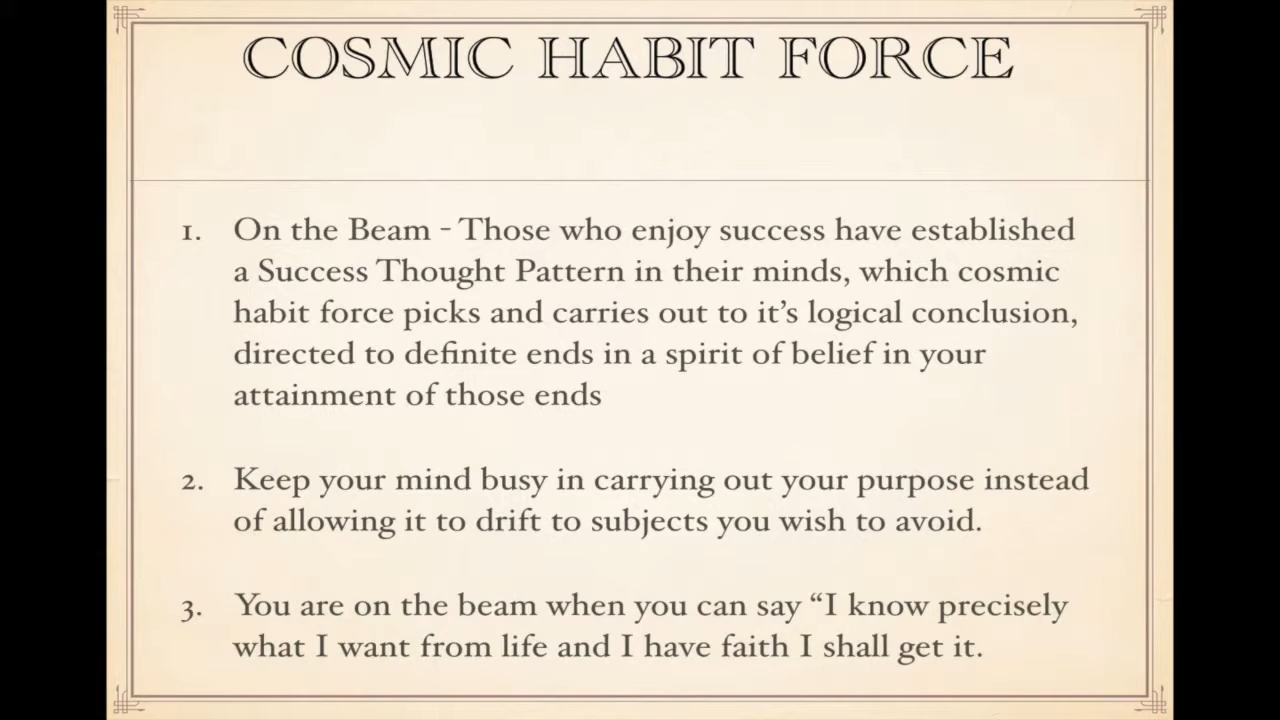 COSMIC HABIT FORCE
1. On the Beam - Those who enjoy success have established
a Success Thought Pattern in their minds, which cosmic
habit force picks and carries out to it’s logical conclusion,
directed to definite ends in a spirit of belief in your
attainment of those ends
2. Keep your mind busy in carrying out your purpose instead
of allowing it to drift to subjects you wish to avoid.
3. You are on the beam when you can say “I know precisely
what I want from life and I have faith I shall get it.